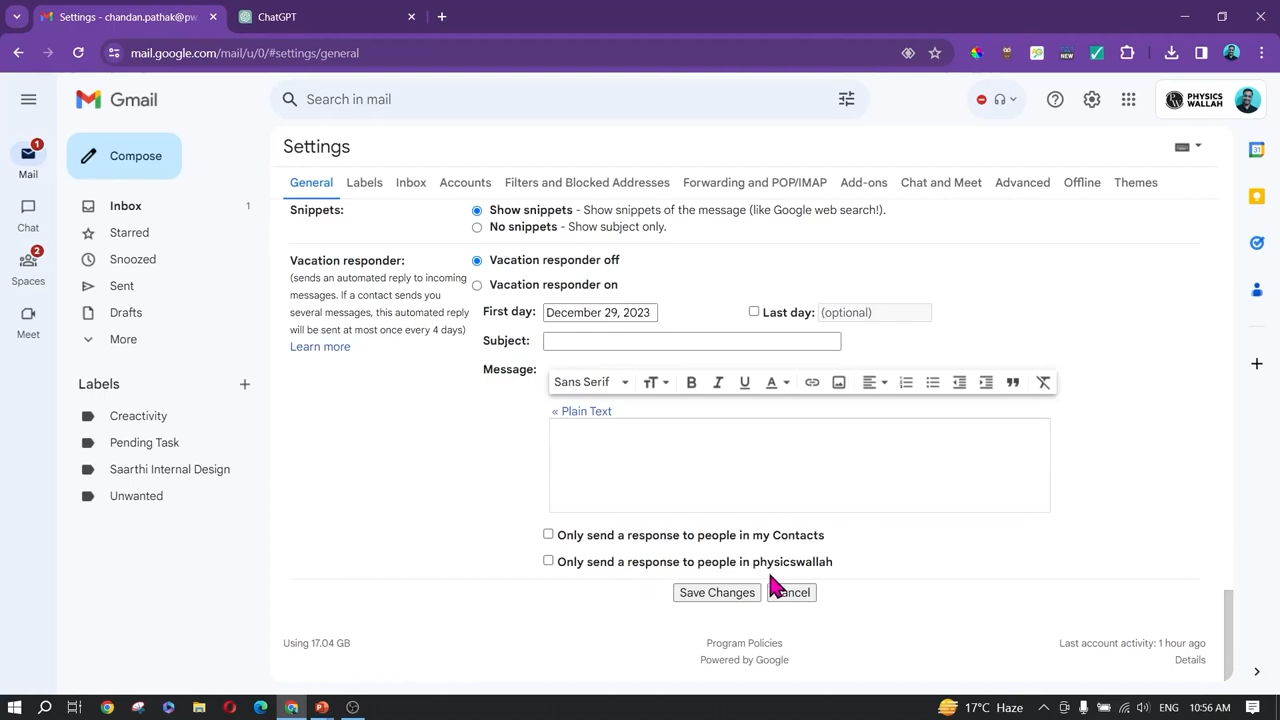 Settings - chandan.pathak@pw
ChatGPT
mail.google.com/mail/u/0/#settings/general
Gmail
Search in mail
PHYSICS
WALLAH
1
Mail
Chat
2
Spaces
Meet
Compose
Inbox 1
Starred
Snoozed
Sent
Drafts
More
Labels
Creactivity
Pending Task
Saarthi Internal Design
Unwanted
Settings
General Labels Inbox Accounts Filters and Blocked Addresses Forwarding and POP/IMAP Add-ons Chat and Meet Advanced Offline Themes
Snippets: Show snippets - Show snippets of the message (like Google web search!).
No snippets - Show subject only.
Vacation responder: Vacation responder off
(sends an automated reply to incoming
messages. If a contact sends you
several messages, this automated reply
will be sent at most once every 4 days)
Learn more
Vacation responder on
First day: December 29, 2023 Last day: (optional)
Subject:
Message:
Sans Serif
« Plain Text
Only send a response to people in my Contacts
Only send a response to people in physicswallah
Save Changes Cancel
Using 17.04 GB
Program Policies
Powered by Google
Last account activity: 1 hour ago
Details
17°C Haze
ENG
10:56 AM